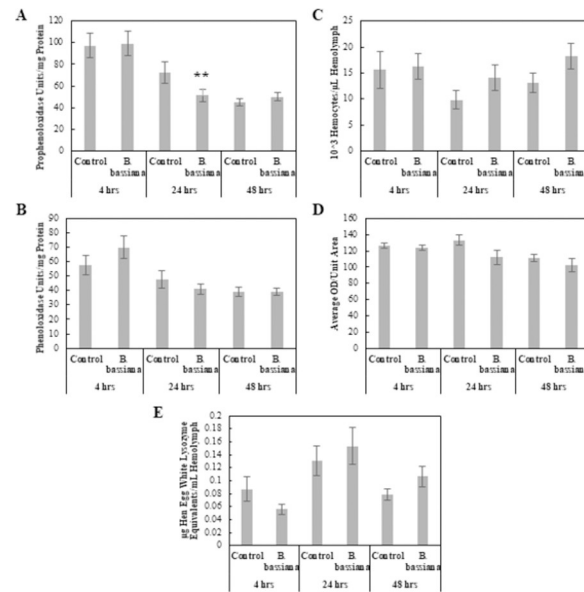 A
Prophenoloxidase Units/mg Protein
120
100
80
60
40
20
0
**
Control
B. bassiana
Control
B. bassiana
Control
B. bassiana
4 hrs
24 hrs
48 hrs
B
Phenoloxidase Units/mg Protein
90
80
70
60
50
40
30
20
10
0
Control
B. bassiana
Control
B. bassiana
Control
B. bassiana
4 hrs
24 hrs
48 hrs
C
10^3 Hemocytes/µL Hemolymph
25
20
15
10
5
0
Control
B. bassiana
Control
B. bassiana
Control
B. bassiana
4 hrs
24 hrs
48 hrs
D
Average OD/Unit Area
160
140
120
100
80
60
40
20
0
Control
B. bassiana
Control
B. bassiana
Control
B. bassiana
4 hrs
24 hrs
48 hrs
E
µg Hen Egg White Lysozyme
Equivalents/mL Hemolymph
0.2
0.18
0.16
0.14
0.12
0.1
0.08
0.06
0.04
0.02
0
Control
B. bassiana
Control
B. bassiana
Control
B. bassiana
4 hrs
24 hrs
48 hrs